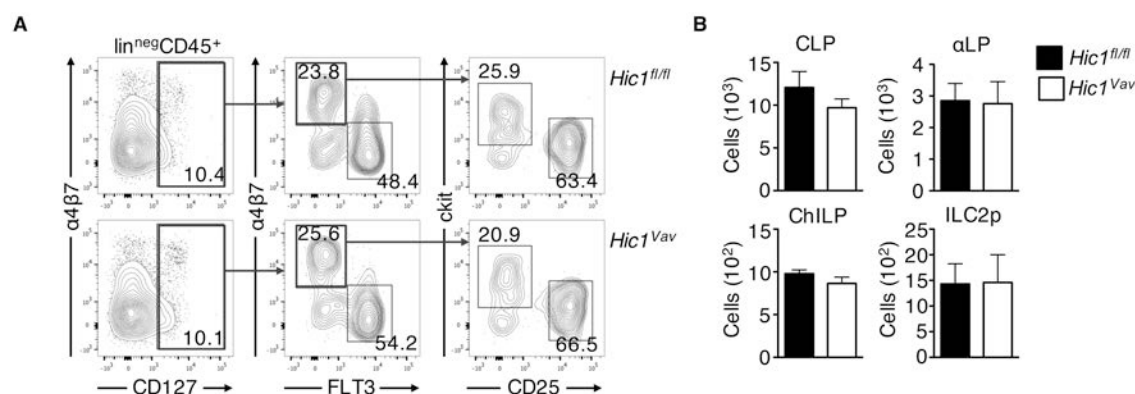 A
lin^neg CD45^+
α4β7
10.4
α4β7
23.8
48.4
ckit
25.9
63.4
Hic1^fl/fl
10.1
25.6
54.2
20.9
66.5
Hic1^Vav
CD127
FLT3
CD25
B
CLP
Cells (10^3)
15
10
5
0
αLP
Cells (10^3)
4
3
2
1
0
Hic1^fl/fl
Hic1^Vav
ChILP
Cells (10^2)
15
10
5
0
ILC2p
Cells (10^2)
25
20
15
10
5
0